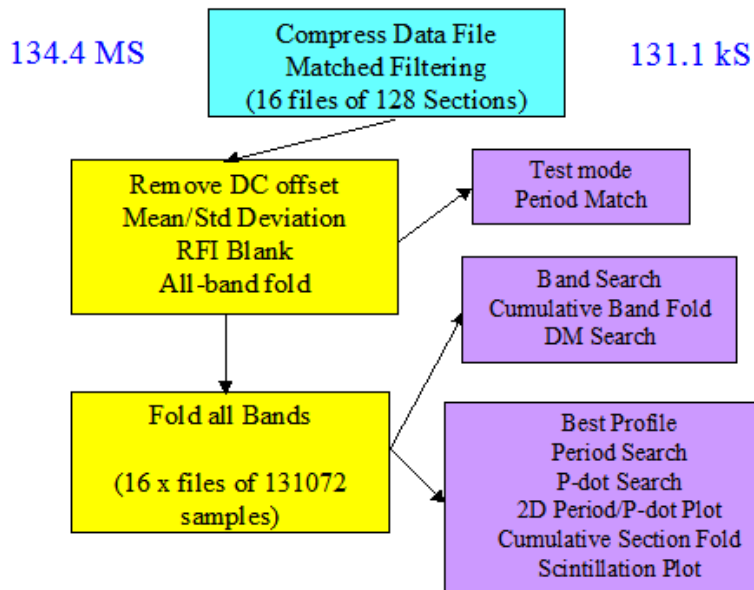 134.4 MS
Compress Data File
Matched Filtering
(16 files of 128 Sections)
131.1 kS
Remove DC offset
Mean/Std Deviation
RFI Blank
All-band fold
Test mode
Period Match
Band Search
Cumulative Band Fold
DM Search
Fold all Bands
(16 x files of 131072
samples)
Best Profile
Period Search
P-dot Search
2D Period/P-dot Plot
Cumulative Section Fold
Scintillation Plot